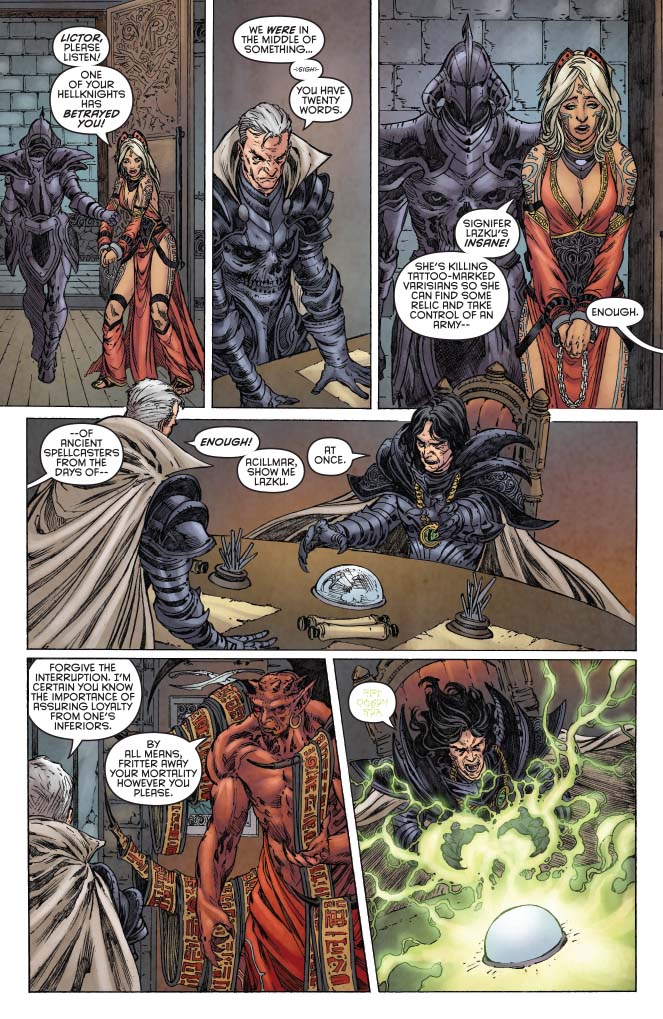 LICTOR,
PLEASE
LISTEN!
ONE
OF YOUR
HELLKNIGHTS
HAS
BETRAYED
YOU!
WE WERE IN
THE MIDDLE OF
SOMETHING...
-:SIGH:-
YOU HAVE
TWENTY
WORDS.
SIGNIFER
LAZKU'S
INSANE!
SHE'S KILLING
TATTOO-MARKED
VARISIANS SO SHE
CAN FIND SOME
RELIC AND TAKE
CONTROL OF AN
ARMY--
ENOUGH.
--OF
ANCIENT
SPELLCASTERS
FROM THE
DAYS OF--
ENOUGH!
ACILLMAR,
SHOW ME
LAZKU.
AT
ONCE.
FORGIVE THE
INTERRUPTION. I'M
CERTAIN YOU KNOW
THE IMPORTANCE OF
ASSURING LOYALTY
FROM ONE'S
INFERIORS.
BY
ALL MEANS,
FRITTER AWAY
YOUR MORTALITY
HOWEVER YOU
PLEASE.